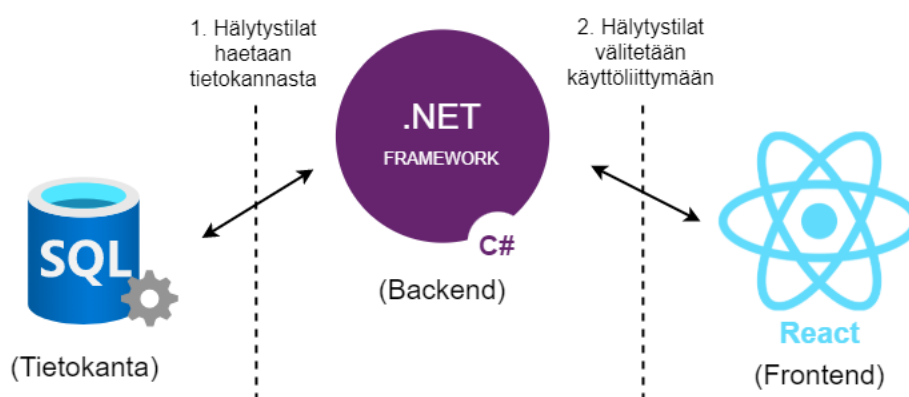 1. Hälytystilat
haetaan
tietokannasta
2. Hälytystilat
välitetään
käyttöliittymään
.NET
FRAMEWORK
C#
(Backend)
SQL
(Tietokanta)
React
(Frontend)